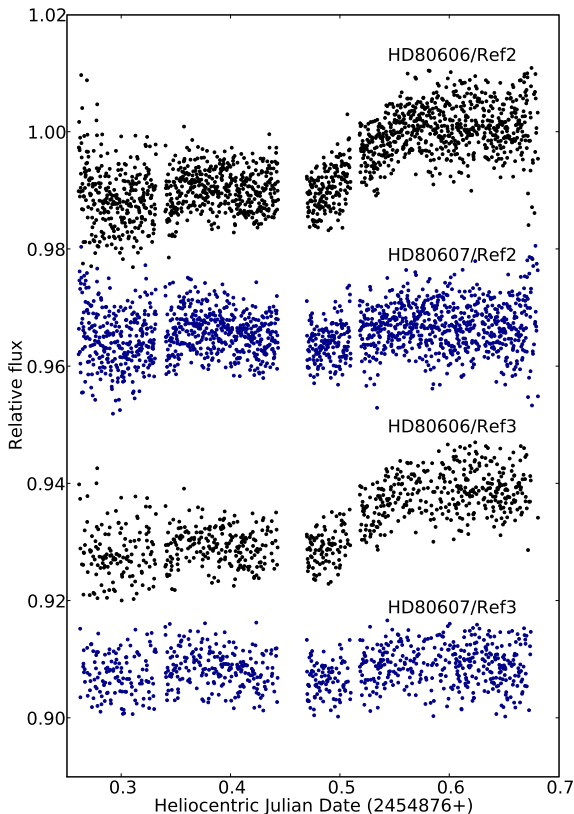 1.02
HD80606/Ref2
1.00
0.98
HD80607/Ref2
0.96
Relative flux
HD80606/Ref3
0.94
0.92
HD80607/Ref3
0.90
0.3 0.4 0.5 0.6 0.7
Heliocentric Julian Date (2454876+)